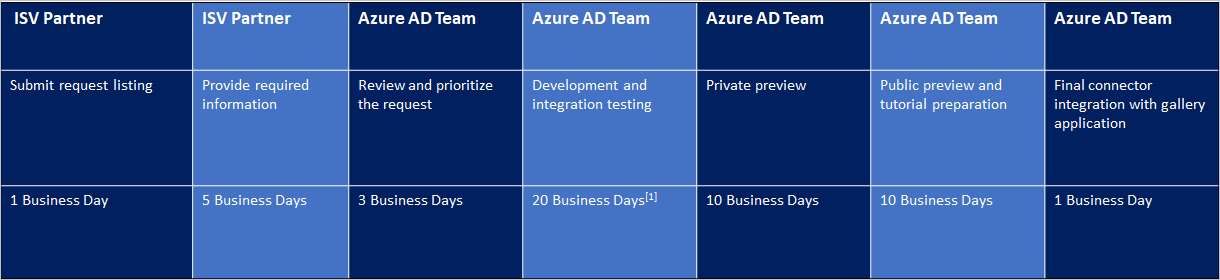 ISV Partner
ISV Partner
Azure AD Team
Azure AD Team
Azure AD Team
Azure AD Team
Azure AD Team
Submit request listing
Provide required
information
Review and prioritize
the request
Development and
integration testing
Private preview
Public preview and
tutorial preparation
Final connector
integration with gallery
application
1 Business Day
5 Business Days
3 Business Days
20 Business Days[1]
10 Business Days
10 Business Days
1 Business Day